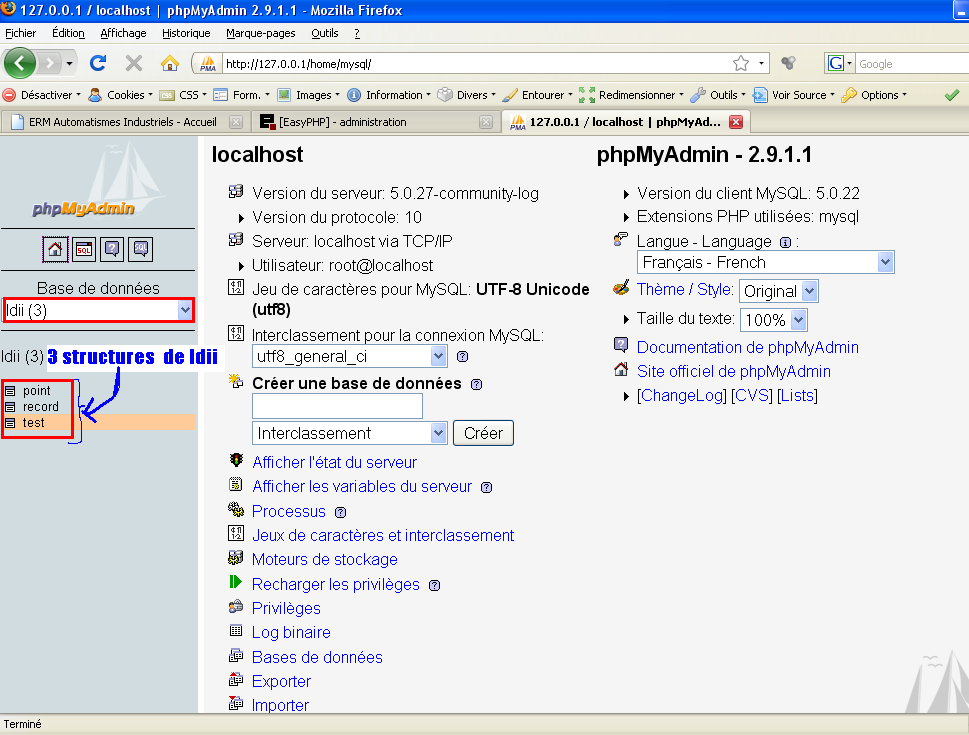 127.0.0.1 / localhost | phpMyAdmin 2.9.1.1 - Mozilla Firefox
Fichier Édition Affichage Historique Marque-pages Outils ?
PMA http://127.0.0.1/home/mysql/ G Google
Désactiver Cookies CSS Form. Images Information Divers Entourer Redimensionner Outils Voir Source Options
ERM Automatismes Industriels - Accueil [EasyPHP] - administration PMA 127.0.0.1 / localhost | phpMyAd...
phpMyAdmin
SQL
Base de données
ldii (3)
ldii (3) 3 structures de ldii
point
record
test
localhost
Version du serveur: 5.0.27-community-log
Version du protocole: 10
Serveur: localhost via TCP/IP
Utilisateur: root@localhost
Jeu de caractères pour MySQL: UTF-8 Unicode
(utf8)
Interclassement pour la connexion MySQL:
utf8_general_ci
Créer une base de données
Interclassement Créer
Afficher l'état du serveur
Afficher les variables du serveur
Processus
Jeux de caractères et interclassement
Moteurs de stockage
Recharger les privilèges
Privilèges
Log binaire
Bases de données
Exporter
Importer
phpMyAdmin - 2.9.1.1
Version du client MySQL: 5.0.22
Extensions PHP utilisées: mysql
Langue - Language :
Français - French
Thème / Style: Original
Taille du texte: 100%
Documentation de phpMyAdmin
Site officiel de phpMyAdmin
[ChangeLog] [CVS] [Lists]
Terminé